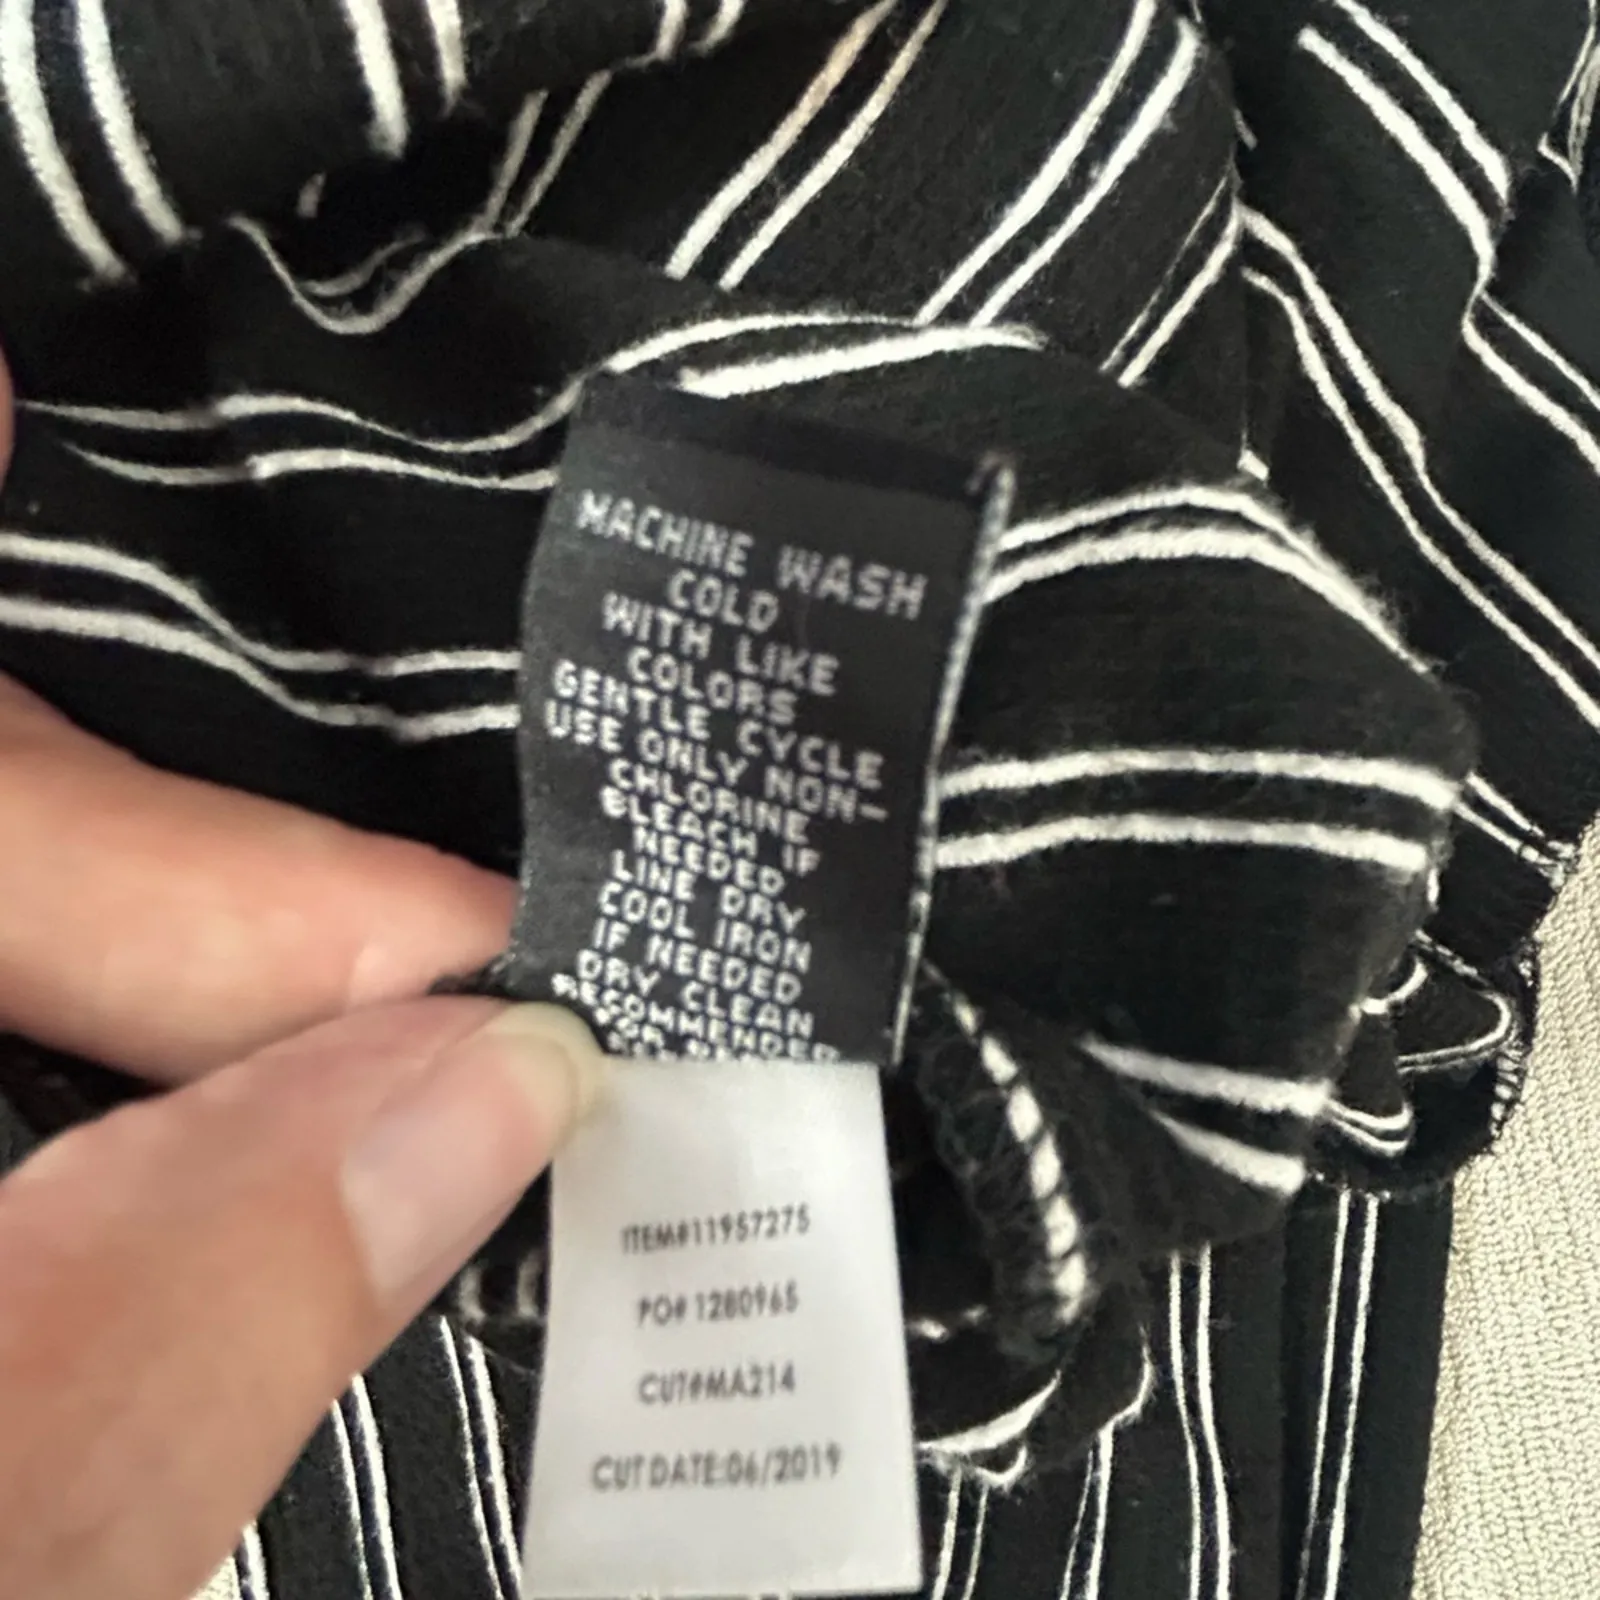 MACHINE WASH
COLD
WITH LIKE
COLORS
GENTLE CYCLE
USE ONLY NON-
CHLORINE
BLEACH IF
NEEDED
LINE DRY
COOL IRON
IF NEEDED
DRY CLEAN
RECOMMENDED
FOR
ITEM#11957275
PO# 1280965
CUT#MA214
CUT DATE:06/2019